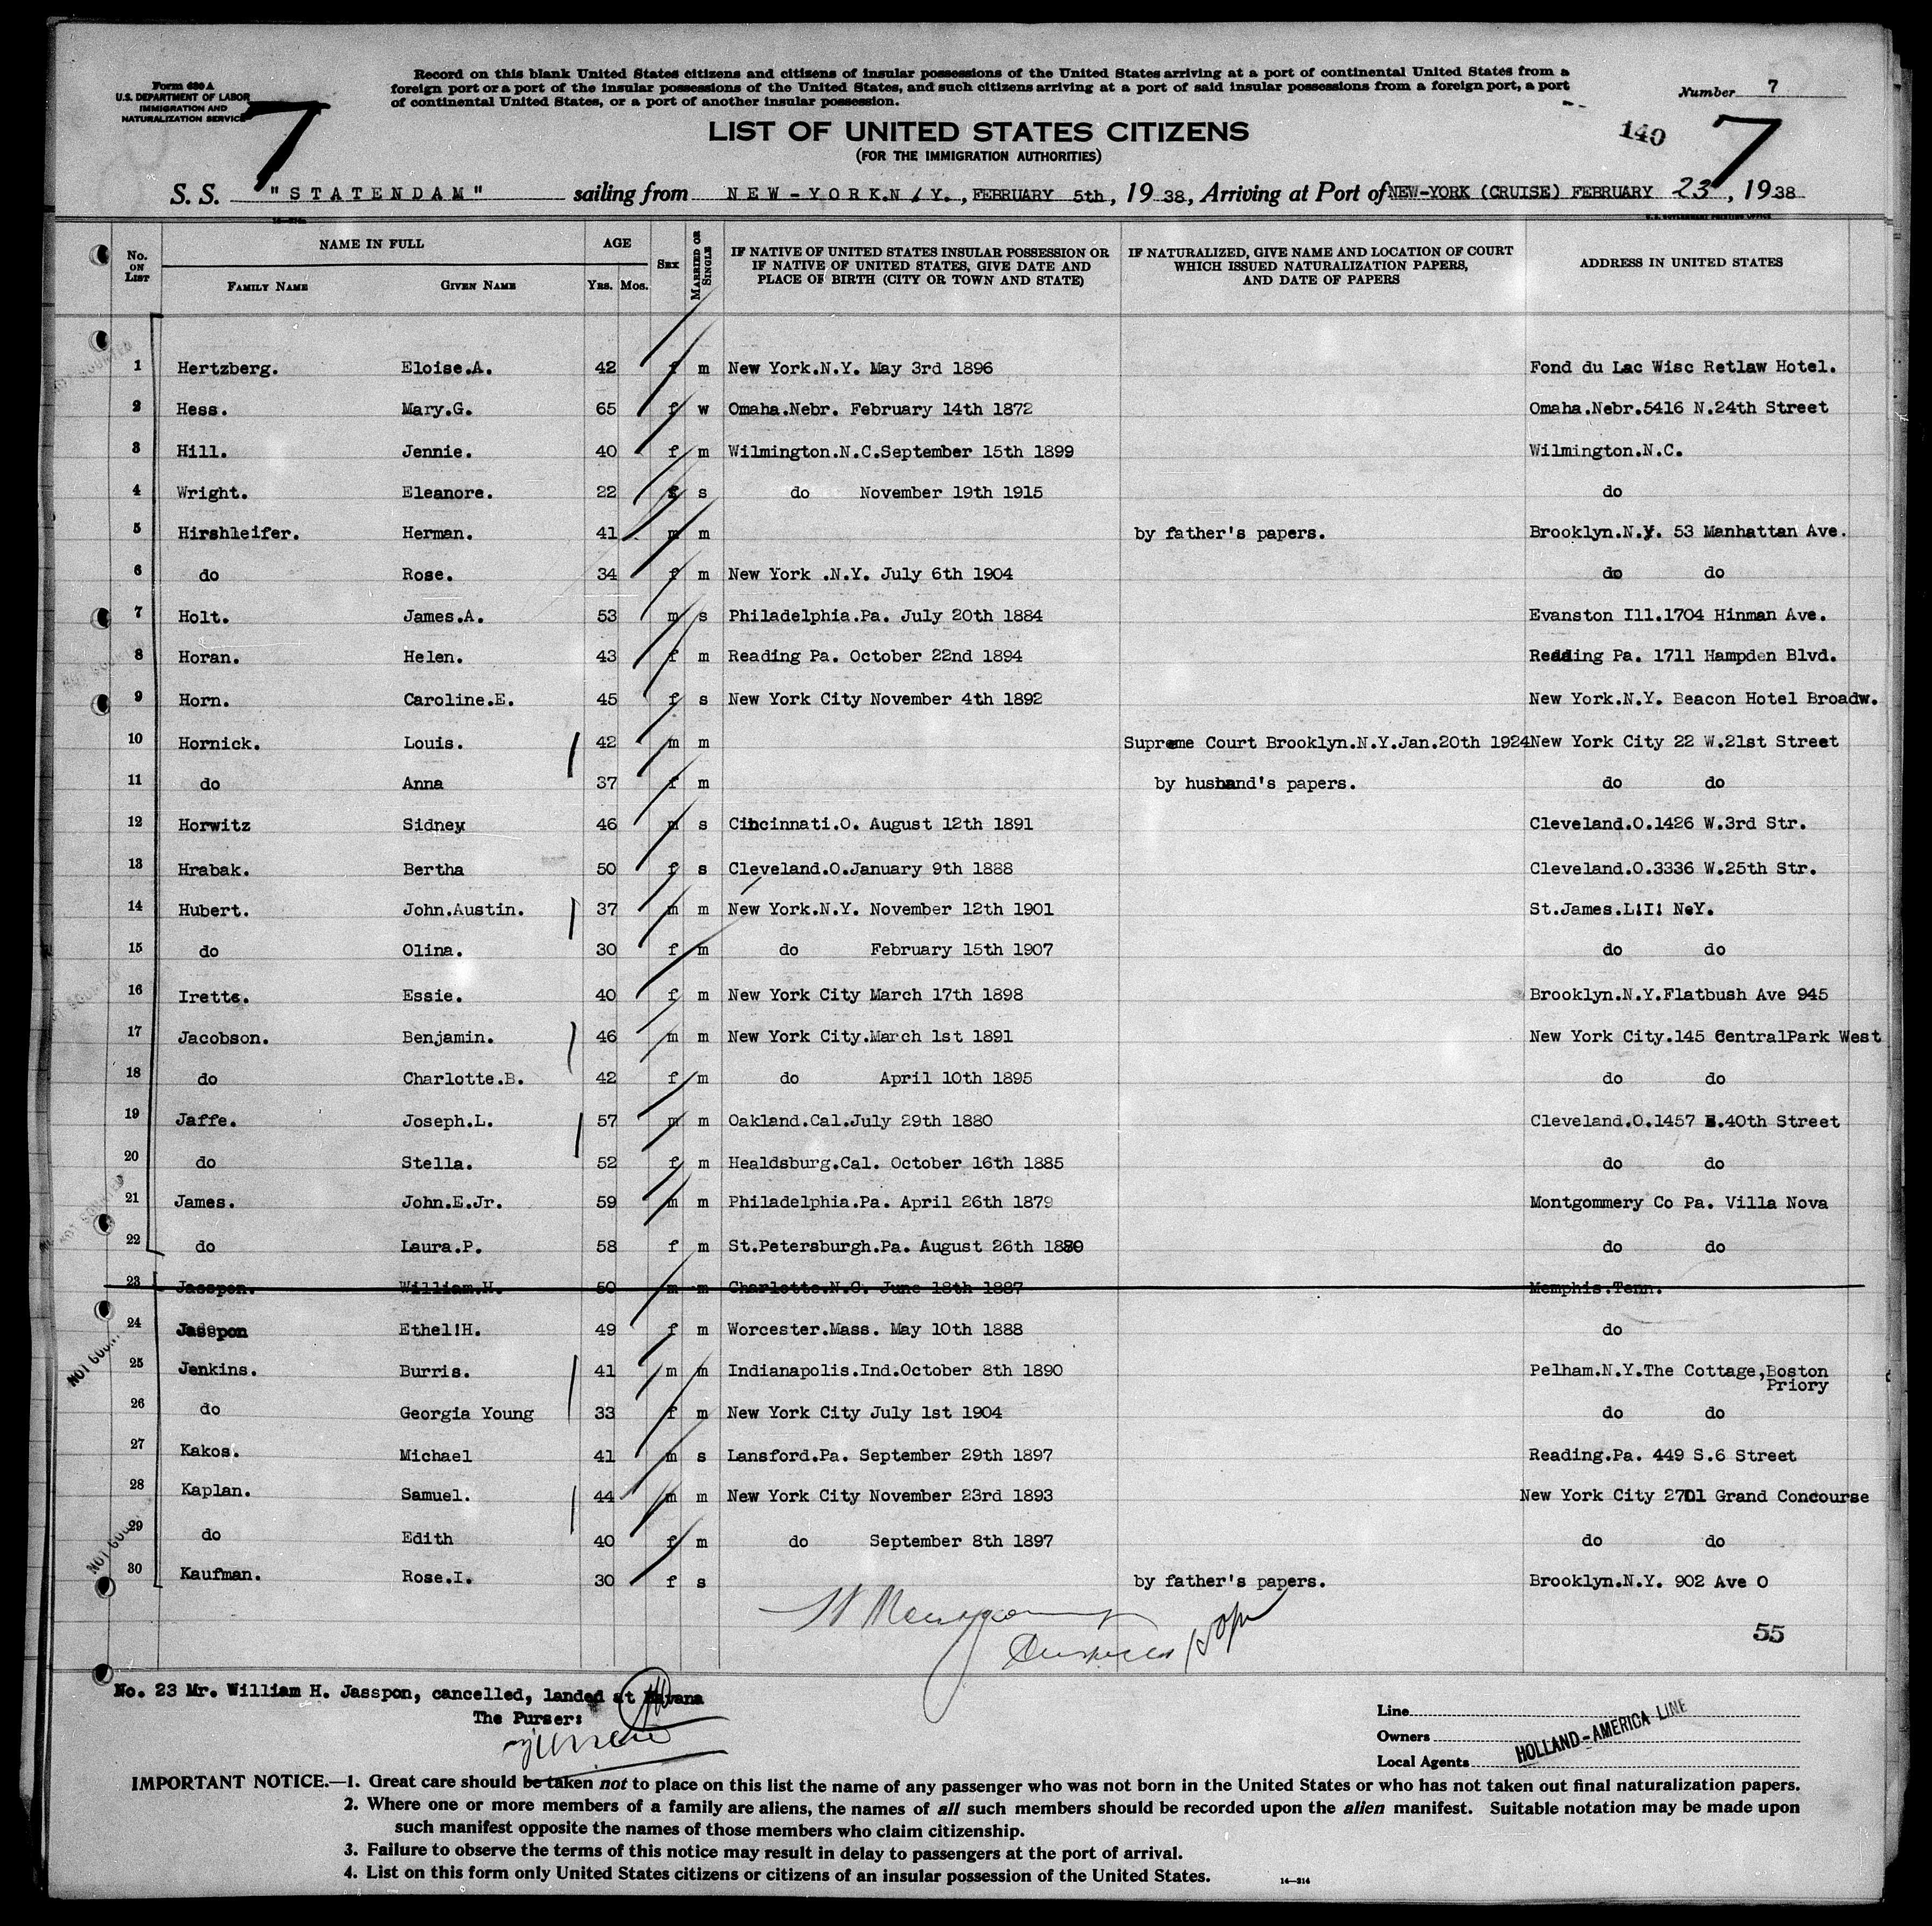 Form 630 A
U.S. DEPARTMENT OF LABOR
IMMIGRATION AND
NATURALIZATION SERVICE
Record on this blank United States citizens and citizens of insular possessions of the United States arriving at a port of continental United States from a
foreign port or a port of the insular possessions of the United States, and such citizens arriving at a port of said insular possessions from a foreign port, a port
of continental United States, or a port of another insular possession.
Number 7
7
LIST OF UNITED STATES CITIZENS
140 7
(FOR THE IMMIGRATION AUTHORITIES)
S. S. "STATENDAM" sailing from NEW-YORK.N/Y., FEBRUARY 5th, 1938, Arriving at Port of NEW-YORK (CRUISE) FEBRUARY 23, 1938
U. S. GOVERNMENT PRINTING OFFICE
No. ON LIST NAME IN FULL FAMILY NAME GIVEN NAME AGE YRS. MOS. SEX MARRIED OR SINGLE IF NATIVE OF UNITED STATES INSULAR POSSESSION OR IF NATIVE OF UNITED STATES, GIVE DATE AND PLACE OF BIRTH (CITY OR TOWN AND STATE) IF NATURALIZED, GIVE NAME AND LOCATION OF COURT WHICH ISSUED NATURALIZATION PAPERS, AND DATE OF PAPERS ADDRESS IN UNITED STATES
1 Hertzberg. Eloise.A. 42 f m New York.N.Y. May 3rd 1896 Fond du Lac Wisc Retlaw Hotel.
2 Hess. Mary.G. 65 f w Omaha.Nebr. February 14th 1872 Omaha.Nebr.5416 N.24th Street
3 Hill. Jennie. 40 f m Wilmington.N.C.September 15th 1899 Wilmington.N.C.
4 Wright. Eleanore. 22 f s do November 19th 1915 do
5 Hirshleifer. Herman. 41 m m by father's papers. Brooklyn.N.Y. 53 Manhattan Ave.
6 do Rose. 34 f m New York .N.Y. July 6th 1904 do do
7 Holt. James.A. 53 m s Philadelphia.Pa. July 20th 1884 Evanston Ill.1704 Hinman Ave.
8 Horan. Helen. 43 f m Reading Pa. October 22nd 1894 Reading Pa. 1711 Hampden Blvd.
9 Horn. Caroline.E. 45 f s New York City November 4th 1892 New York.N.Y. Beacon Hotel Broadw.
10 Hornick. Louis. 42 m m Supreme Court Brooklyn.N.Y.Jan.20th 1924 New York City 22 W.21st Street
11 do Anna 37 f m by husband's papers. do do
12 Horwitz Sidney 46 m s Cincinnati.O. August 12th 1891 Cleveland.O.1426 W.3rd Str.
13 Hrabak. Bertha 50 f s Cleveland.O.January 9th 1888 Cleveland.O.3336 W.25th Str.
14 Hubert. John.Austin. 37 m m New York.N.Y. November 12th 1901 St.James.L!I! NeY.
15 do Olina. 30 f m do February 15th 1907 do do
16 Irette. Essie. 40 f m New York City March 17th 1898 Brooklyn.N.Y.Flatbush Ave 945
17 Jacobson. Benjamin. 46 m m New York City.March 1st 1891 New York City.145 CentralPark West
18 do Charlotte.B. 42 f m do April 10th 1895 do do
19 Jaffe. Joseph.L. 57 m m Oakland.Cal.July 29th 1880 Cleveland.O.1457 E.40th Street
20 do Stella. 52 f m Healdsburg.Cal. October 16th 1885 do do
21 James. John.E.Jr. 59 m m Philadelphia.Pa. April 26th 1879 Montgommery Co Pa. Villa Nova
22 do Laura.P. 58 f m St.Petersburgh.Pa. August 26th do do
23 Jasspon. William.H. 50 m m Charlotte.N.C. June 18th 1887 Memphis.Tenn.
24 Jasspon Ethel!H. 49 f m Worcester.Mass. May 10th 1888 do
25 Jenkins. Burris. 41 m m Indianapolis.Ind.October 8th 1890 Pelham.N.Y.The Cottage,Boston
Priory
26 do Georgia Young 33 f m New York City July 1st 1904 do do
27 Kakos. Michael 41 m s Lansford.Pa. September 29th 1897 Reading.Pa. 449 S.6 Street
28 Kaplan. Samuel. 44 m m New York City November 23rd 1893 New York City 2701 Grand Concourse
29 do Edith 40 f m do September 8th 1897 do do
30 Kaufman. Rose.I. 30 f s by father's papers. Brooklyn.N.Y. 902 Ave O
55
No. 23 Mr. William H. Jasspon, cancelled, landed at Havana
The Purser:
Line
Owners
Local Agents
HOLLAND-AMERICA LINE
IMPORTANT NOTICE.—1. Great care should be taken not to place on this list the name of any passenger who was not born in the United States or who has not taken out final naturalization papers.
2. Where one or more members of a family are aliens, the names of all such members should be recorded upon the alien manifest. Suitable notation may be made upon
such manifest opposite the names of those members who claim citizenship.
3. Failure to observe the terms of this notice may result in delay to passengers at the port of arrival.
4. List on this form only United States citizens or citizens of an insular possession of the United States.
14—314